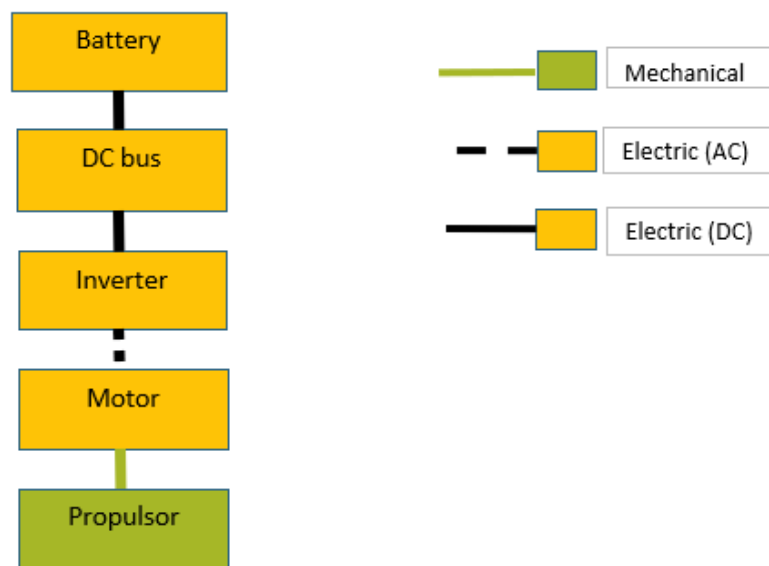 Battery
DC bus
Inverter
Motor
Propulsor
Mechanical
Electric (AC)
Electric (DC)